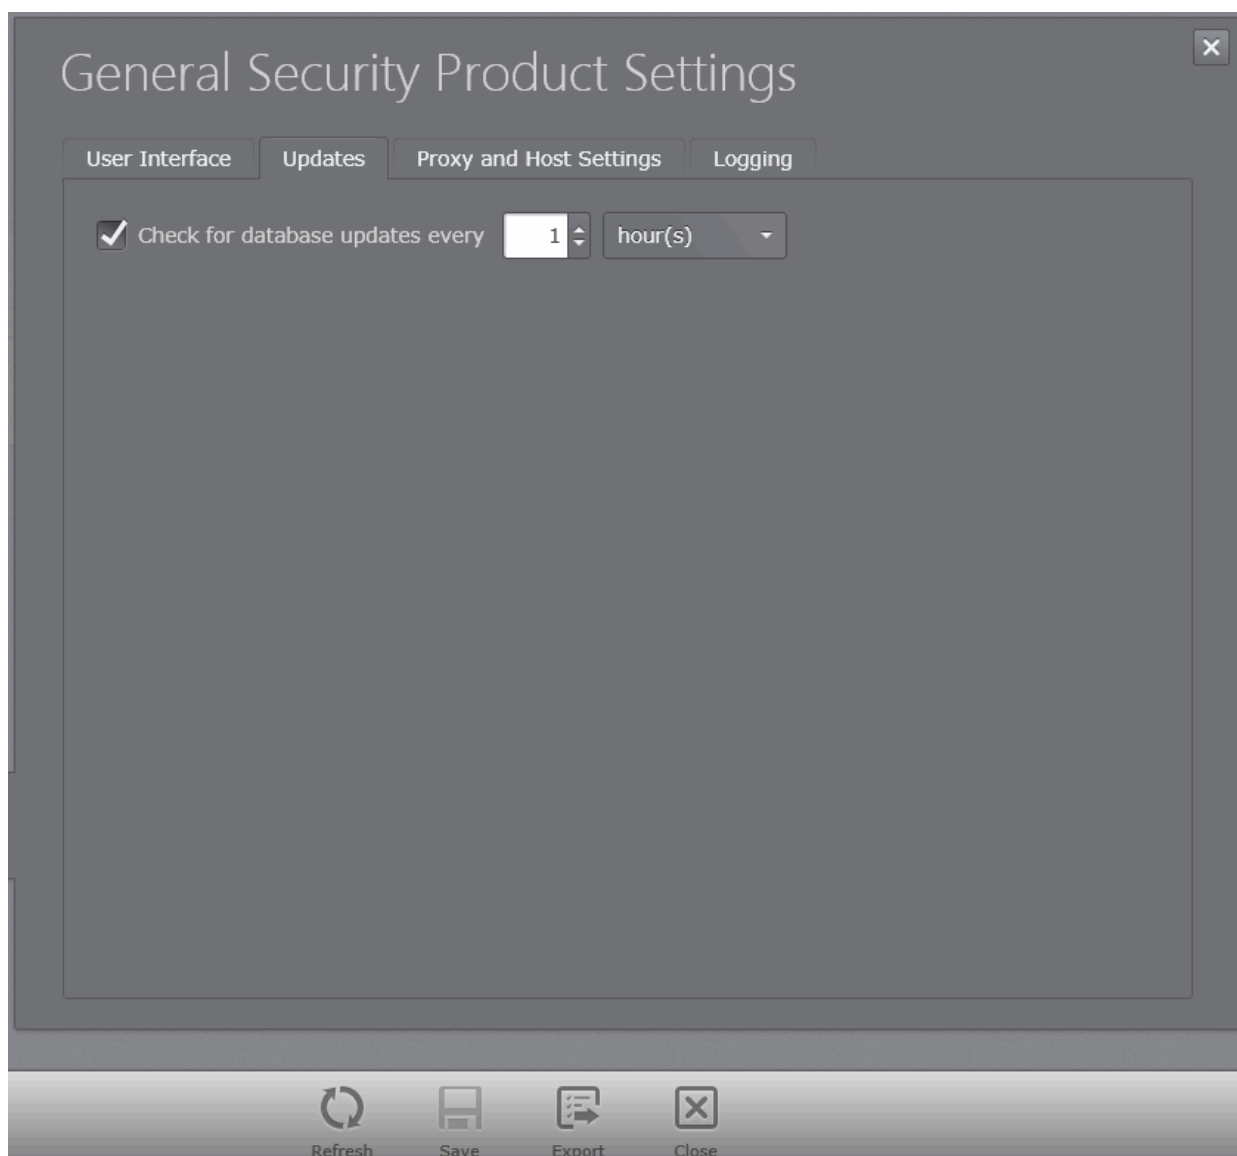 General Security Product Settings
User Interface Updates Proxy and Host Settings Logging
Check for database updates every 1 hour(s)
Refresh Save Export Close